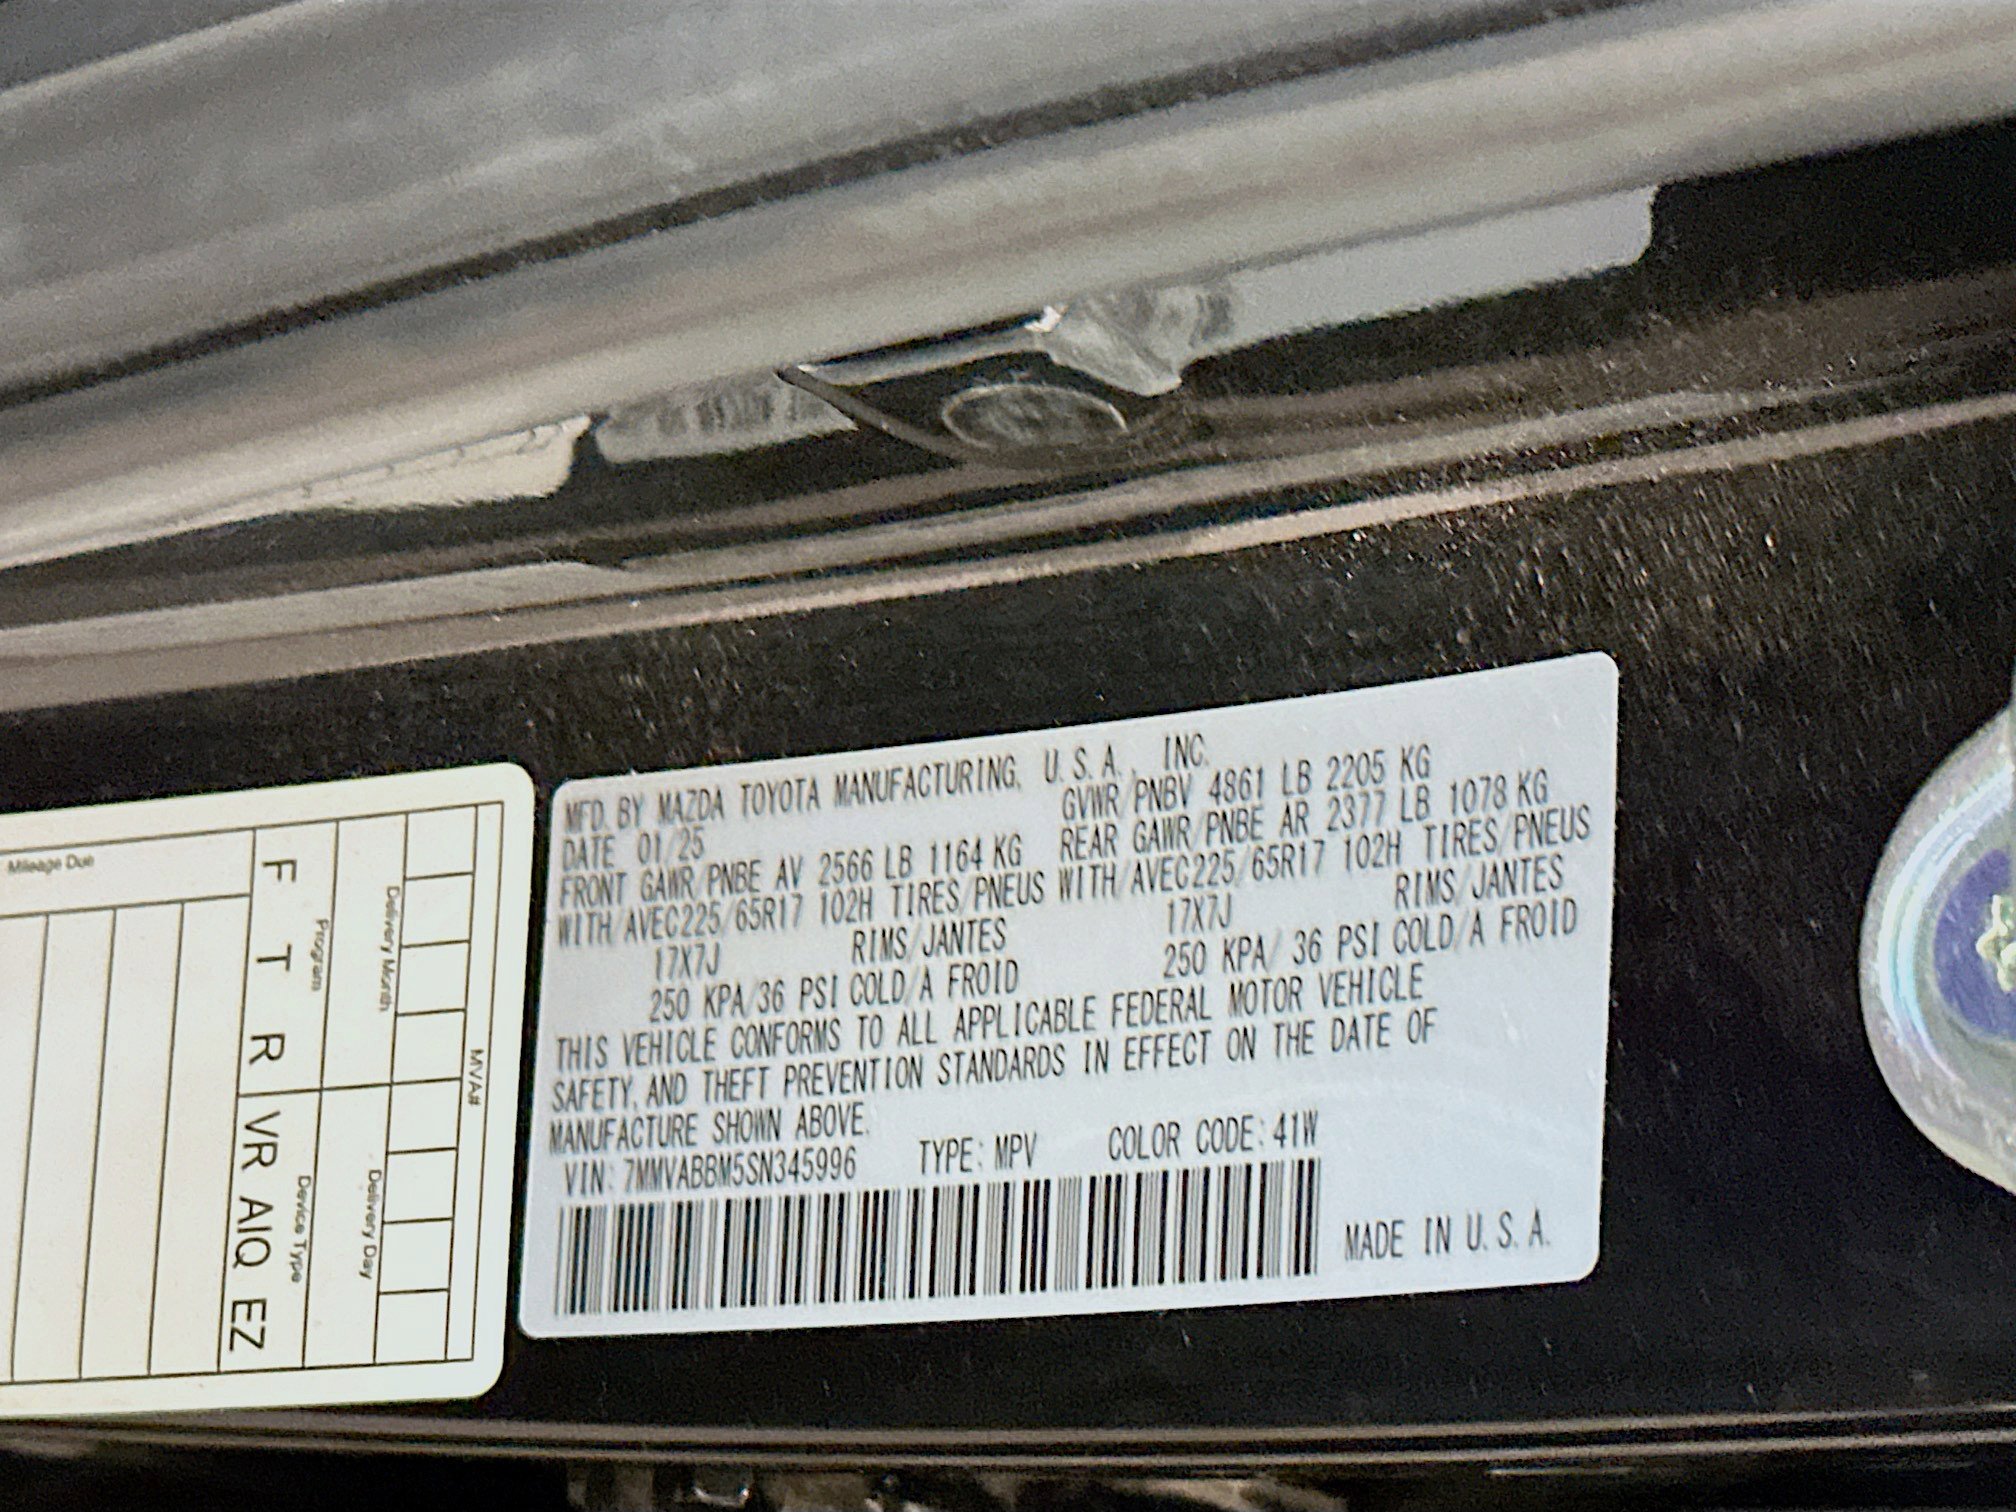 MFD. BY MAZDA TOYOTA MANUFACTURING, U.S.A., INC.
DATE 01/25 GVWR/PNBV 4861 LB 2205 KG
FRONT GAWR/PNBE AV 2566 LB 1164 KG REAR GAWR/PNBE AR 2377 LB 1078 KG
WITH/AVEC225/65R17 102H TIRES/PNEUS WITH/AVEC225/65R17 102H TIRES/PNEUS
17X7J RIMS/JANTES 17X7J RIMS/JANTES
250 KPA/36 PSI COLD/A FROID 250 KPA/ 36 PSI COLD/A FROID
THIS VEHICLE CONFORMS TO ALL APPLICABLE FEDERAL MOTOR VEHICLE
SAFETY, AND THEFT PREVENTION STANDARDS IN EFFECT ON THE DATE OF
MANUFACTURE SHOWN ABOVE.
VIN: 7MMVABBM5SN345996 TYPE: MPV COLOR CODE: 41W
MADE IN U.S.A.
MVA#
Delivery Month Delivery Day
Program Device Type
F T R VR AIQ EZ
Mileage Due